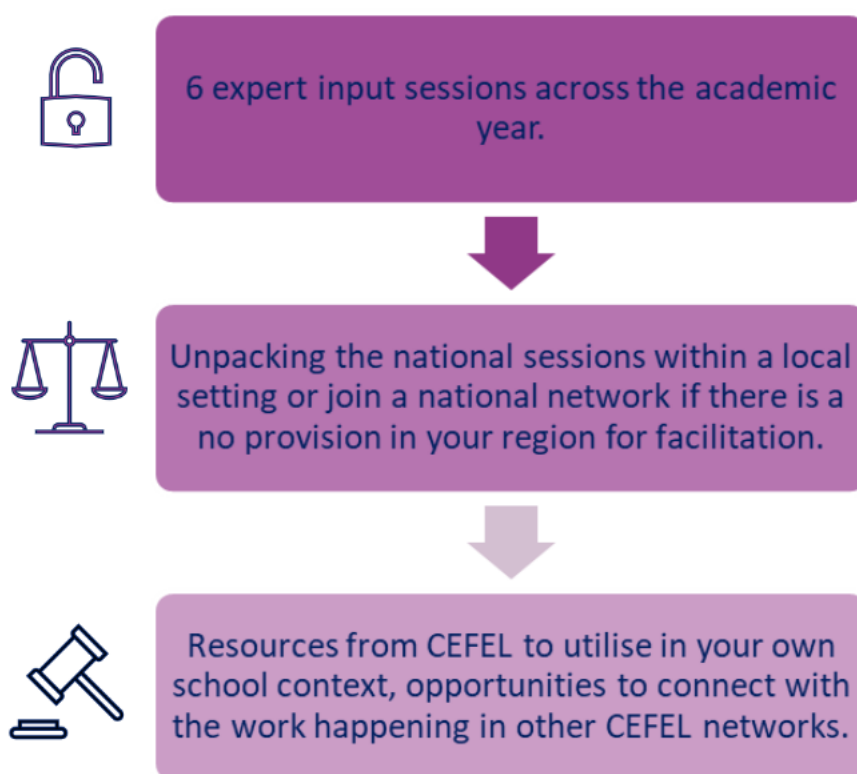 6 expert input sessions across the academic
year.
Unpacking the national sessions within a local
setting or join a national network if there is a
no provision in your region for facilitation.
Resources from CEFEL to utilise in your own
school context, opportunities to connect with
the work happening in other CEFEL networks.